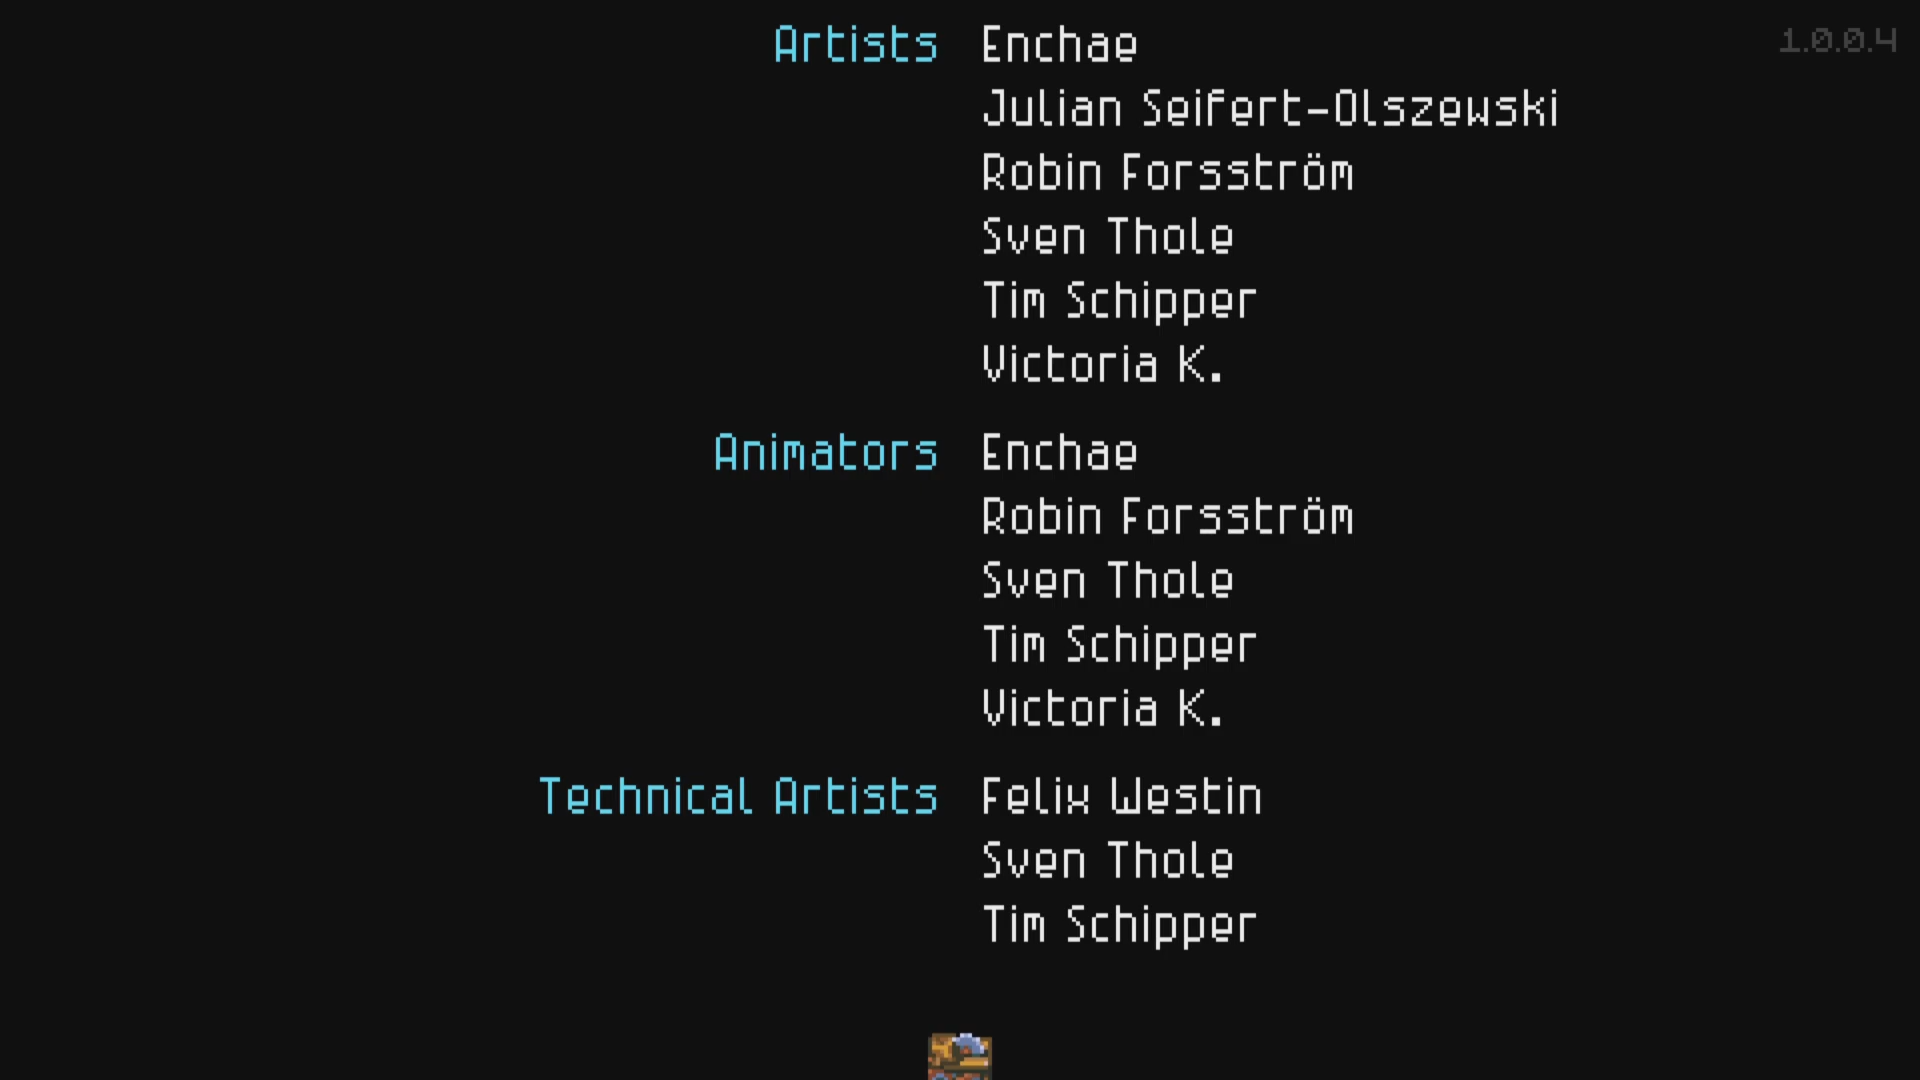 Artists Enchae
1.0.0.4
Julian Seifert-Olszewski
Robin Forsström
Sven Thole
Tim Schipper
Victoria K.
Animators Enchae
Robin Forsström
Sven Thole
Tim Schipper
Victoria K.
Technical Artists Felix Westin
Sven Thole
Tim Schipper